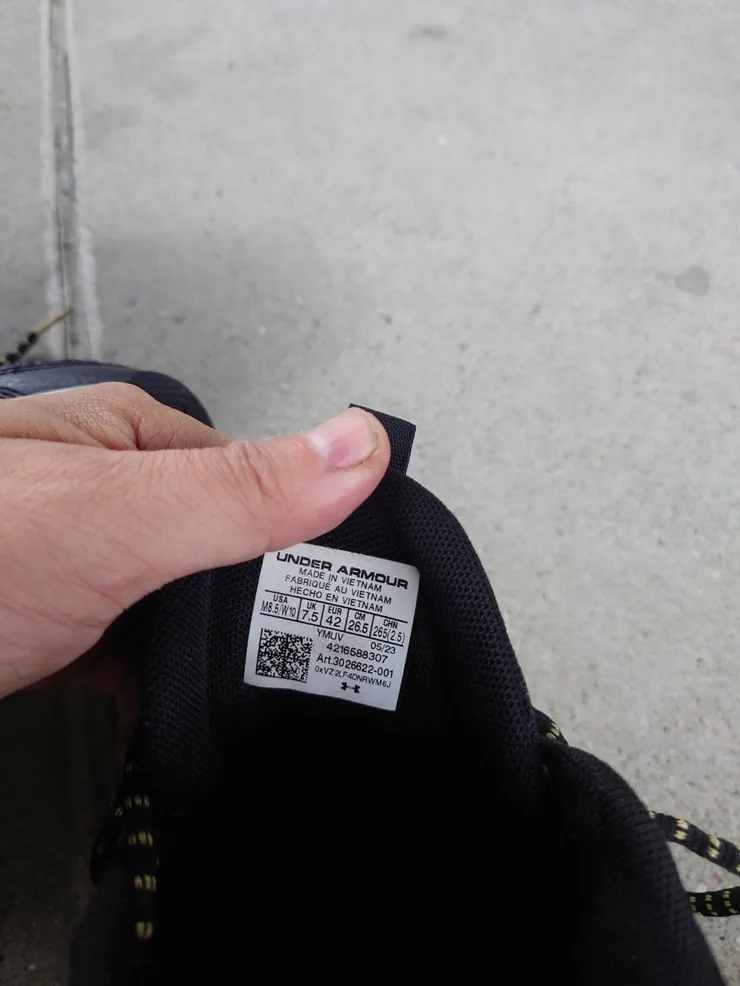 UNDER ARMOUR
MADE IN VIETNAM
FABRIQUÉ AU VIETNAM
HECHO EN VIETNAM
USA UK EUR CM CHN
M8.5/W10 7.5 42 26.5 265(2.5)
YMUV 05/23
4216588307
Art.3026622-001
0xVZ2LF4DNRWM6J